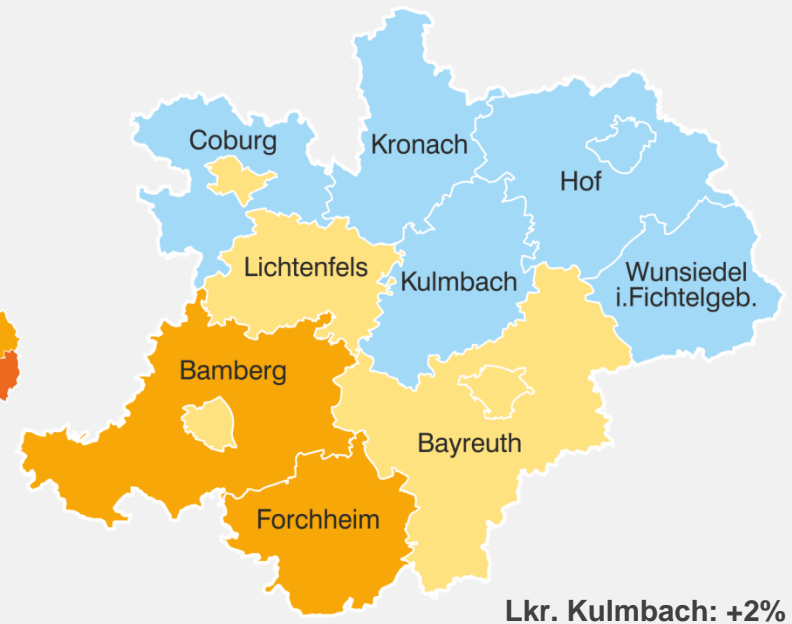 Coburg
Kronach
Hof
Lichtenfels
Kulmbach
Wunsiedel
i.Fichtelgeb.
Bamberg
Bayreuth
Forchheim
Lkr. Kulmbach: +2%